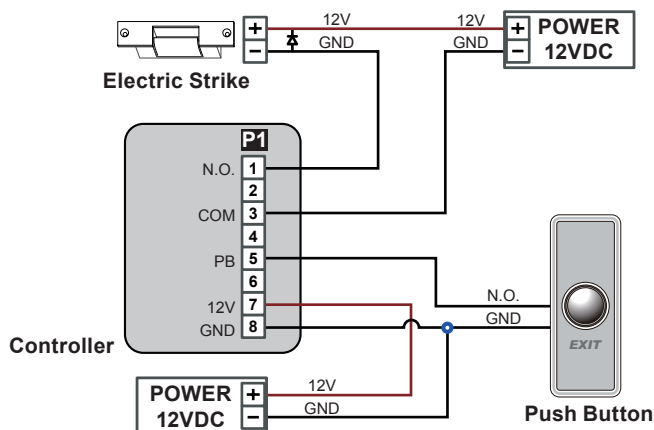 + 12V 12V + POWER
− GND GND − 12VDC
Electric Strike
P1
N.O. 1
2
COM 3
4
PB 5
6
12V 7
GND 8
N.O.
GND
EXIT
Controller
Push Button
POWER + 12V
12VDC − GND